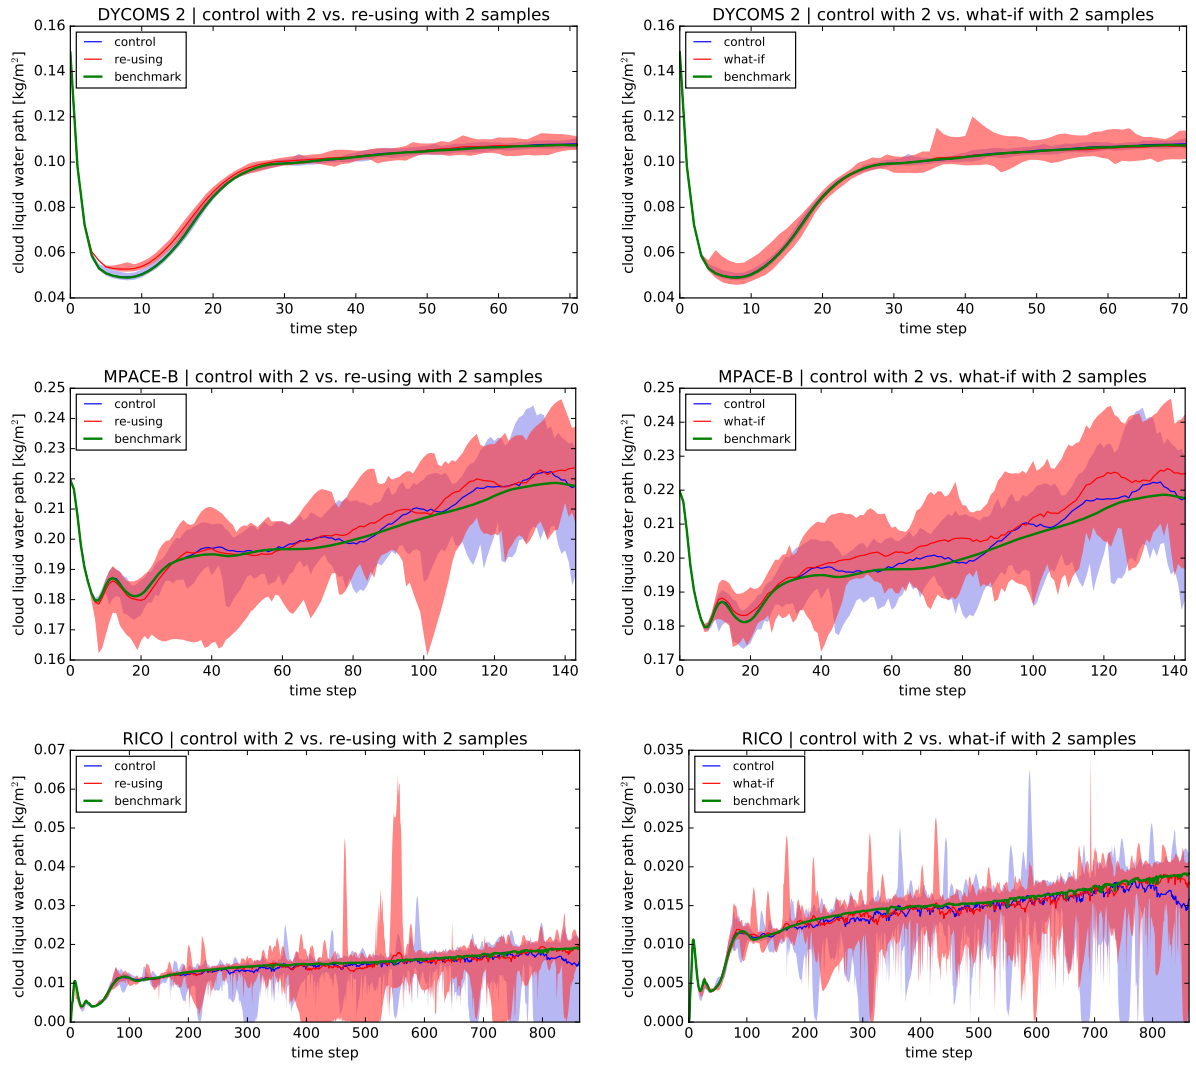 DYCOMS 2 | control with 2 vs. re-using with 2 samples
cloud liquid water path [kg/m²]
0.16
0.14
0.12
0.10
0.08
0.06
0.04
control
re-using
benchmark
0 10 20 30 40 50 60 70
time step
DYCOMS 2 | control with 2 vs. what-if with 2 samples
cloud liquid water path [kg/m²]
0.16
0.14
0.12
0.10
0.08
0.06
0.04
control
what-if
benchmark
0 10 20 30 40 50 60 70
time step
MPACE-B | control with 2 vs. re-using with 2 samples
cloud liquid water path [kg/m²]
0.25
0.24
0.23
0.22
0.21
0.20
0.19
0.18
0.17
0.16
control
re-using
benchmark
0 20 40 60 80 100 120 140
time step
MPACE-B | control with 2 vs. what-if with 2 samples
cloud liquid water path [kg/m²]
0.25
0.24
0.23
0.22
0.21
0.20
0.19
0.18
0.17
control
what-if
benchmark
0 20 40 60 80 100 120 140
time step
RICO | control with 2 vs. re-using with 2 samples
cloud liquid water path [kg/m²]
0.07
0.06
0.05
0.04
0.03
0.02
0.01
0.00
control
re-using
benchmark
0 100 200 300 400 500 600 700 800
time step
RICO | control with 2 vs. what-if with 2 samples
cloud liquid water path [kg/m²]
0.035
0.030
0.025
0.020
0.015
0.010
0.005
0.000
control
what-if
benchmark
0 100 200 300 400 500 600 700 800
time step